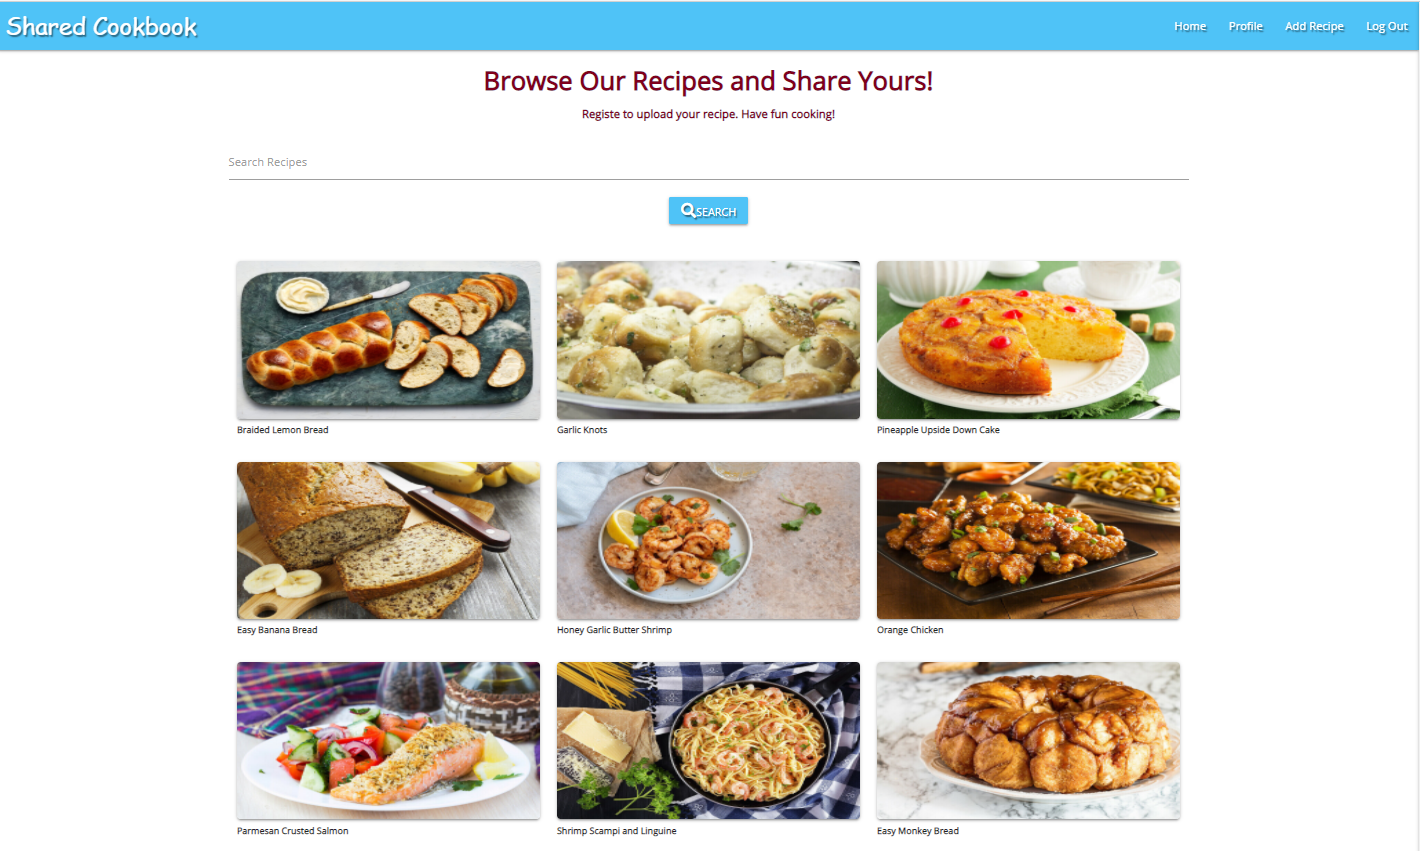 Shared Cookbook
Home Profile Add Recipe Log Out
Browse Our Recipes and Share Yours!
Registe to upload your recipe. Have fun cooking!
Search Recipes
SEARCH
Braided Lemon Bread
Garlic Knots
Pineapple Upside Down Cake
Easy Banana Bread
Honey Garlic Butter Shrimp
Orange Chicken
Parmesan Crusted Salmon
Shrimp Scampi and Linguine
Easy Monkey Bread